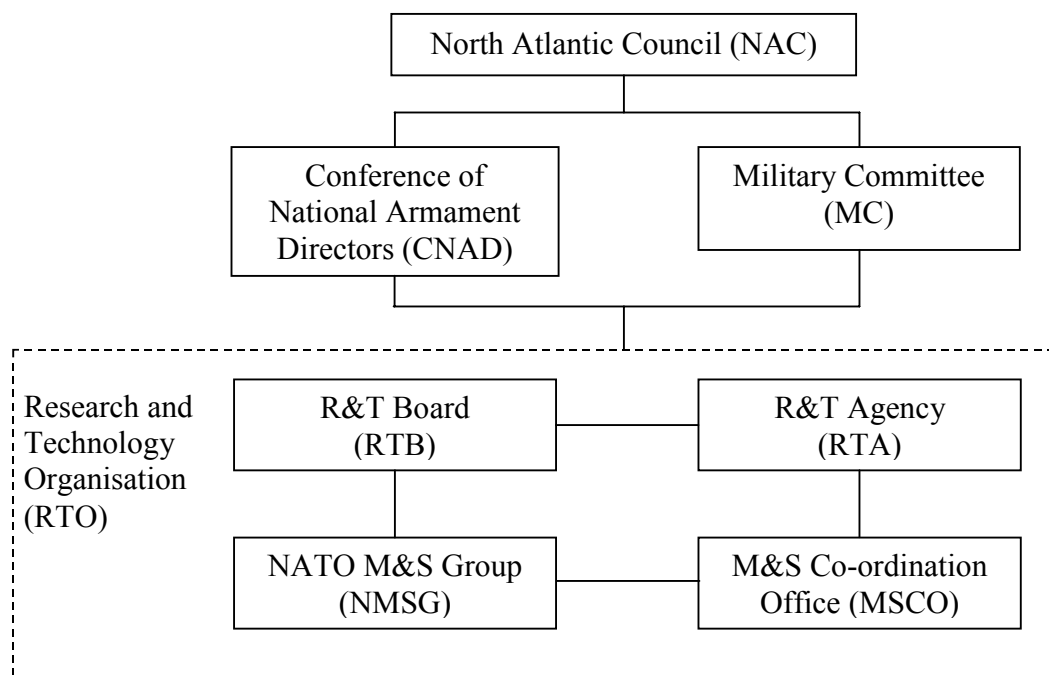 North Atlantic Council (NAC)
Conference of
National Armament
Directors (CNAD)
Military Committee
(MC)
Research and
Technology
Organisation
(RTO)
R&T Board
(RTB)
R&T Agency
(RTA)
NATO M&S Group
(NMSG)
M&S Co-ordination
Office (MSCO)